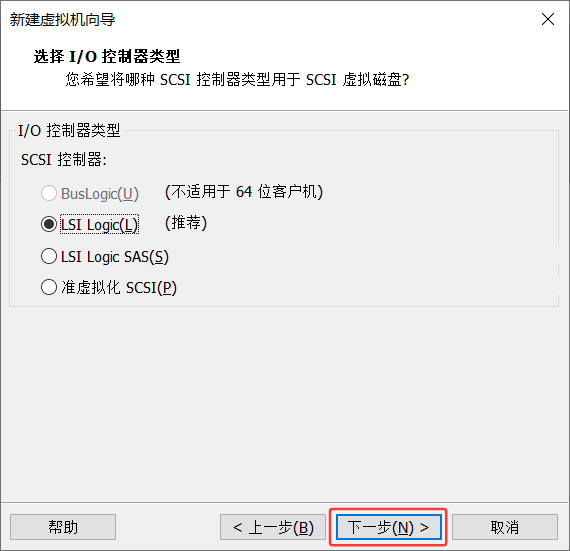 新建虚拟机向导
选择 I/O 控制器类型
您希望将哪种 SCSI 控制器类型用于 SCSI 虚拟磁盘?
I/O 控制器类型
SCSI 控制器:
BusLogic(U) (不适用于 64 位客户机)
LSI Logic(L) (推荐)
LSI Logic SAS(S)
准虚拟化 SCSI(P)
帮助 < 上一步(B) 下一步(N) > 取消